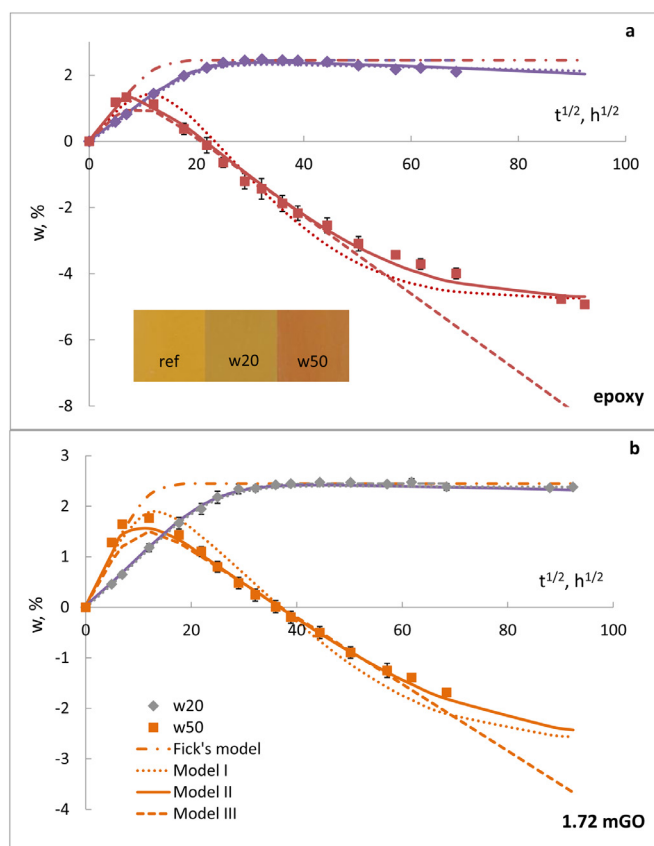 a
4
2
0
-2
-4
-6
-8
w, %
0
20
40
60
80
100
t1/2, h1/2
ref w20 w50
epoxy
b
3
2
1
0
-1
-2
-3
-4
w, %
0
20
40
60
80
100
t1/2, h1/2
w20
w50
Fick's model
Model I
Model II
Model III
1.72 mGO